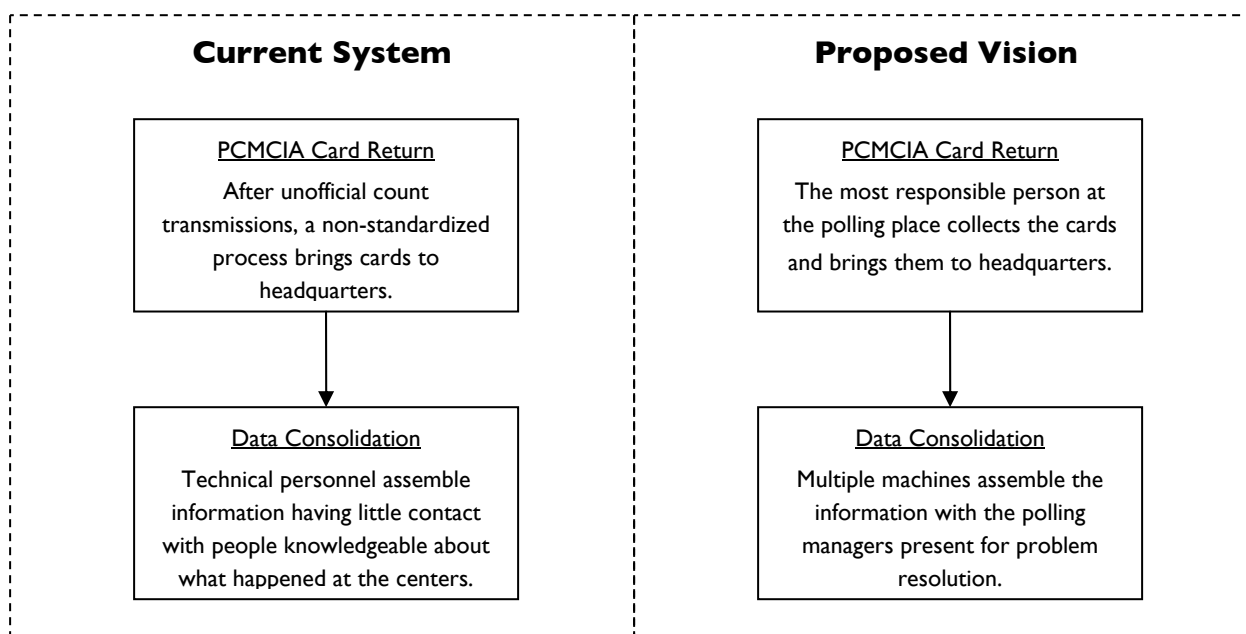 Current System
PCMCIA Card Return
After unofficial count
transmissions, a non-standardized
process brings cards to
headquarters.
Data Consolidation
Technical personnel assemble
information having little contact
with people knowledgeable about
what happened at the centers.
Proposed Vision
PCMCIA Card Return
The most responsible person at
the polling place collects the cards
and brings them to headquarters.
Data Consolidation
Multiple machines assemble the
information with the polling
managers present for problem
resolution.